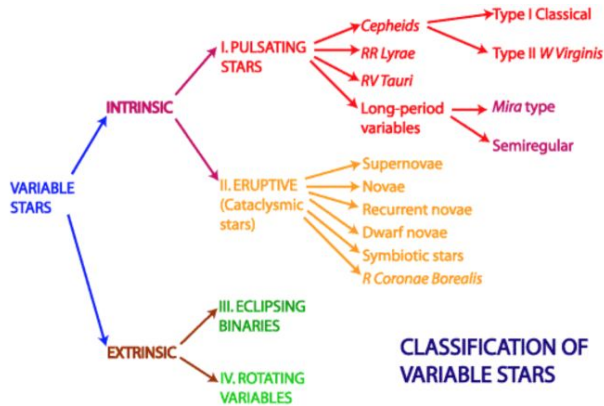 Type I Classical
Cepheids
I. PULSATING
STARS
RR Lyrae
Type II W Virginis
RV Tauri
INTRINSIC
Long-period
variables
Mira type
Semiregular
VARIABLE
STARS
II. ERUPTIVE
(Cataclysmic
stars)
Supernovae
Novae
Recurrent novae
Dwarf novae
Symbiotic stars
R Coronae Borealis
III. ECLIPSING
BINARIES
EXTRINSIC
IV. ROTATING
VARIABLES
CLASSIFICATION OF
VARIABLE STARS